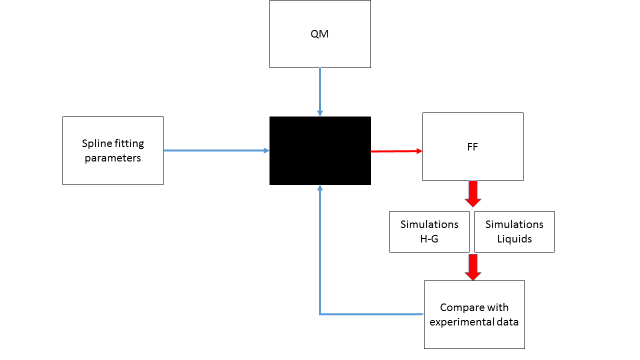 QM
Spline fitting
parameters
FF
Simulations
H-G
Simulations
Liquids
Compare with
experimental data